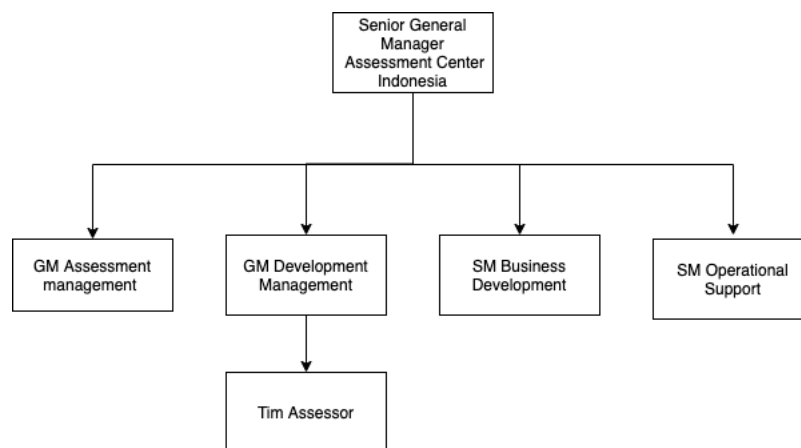 Senior General
Manager
Assessment Center
Indonesia
GM Assessment
management
GM Development
Management
SM Business
Development
SM Operational
Support
Tim Assessor